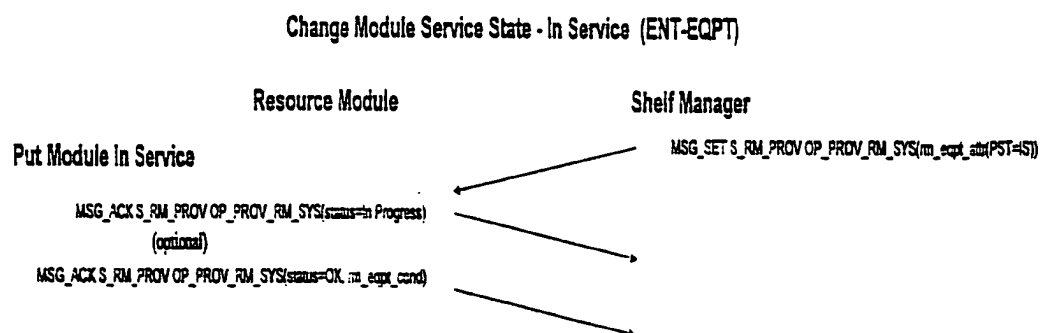 Change Module Service State - In Service (ENT-EQPT)
Resource Module
Shelf Manager
MSG_SET S_RM_PROV OP_PROV_RM_SYS(rm_eqpt_attr(PST=IS))
Put Module In Service
MSG_ACK S_RM_PROV OP_PROV_RM_SYS(status=In Progress)
(optional)
MSG_ACK S_RM_PROV OP_PROV_RM_SYS(status=OK, rm_eqpt_cond)